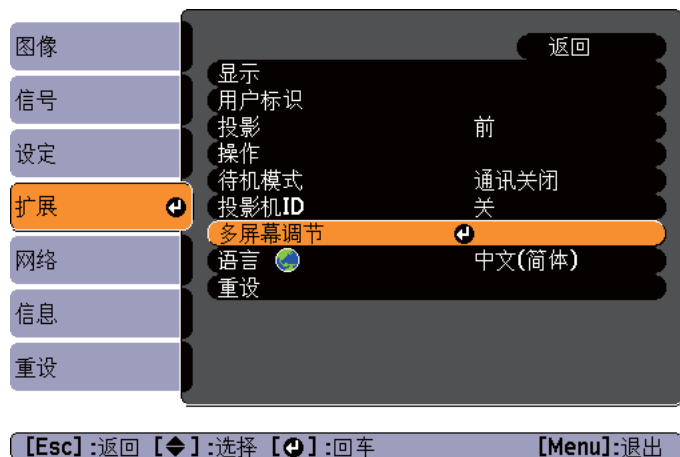 图像
信号
设定
扩展
网络
信息
重设
返回
显示
用户标识
投影 前
操作
待机模式 通讯关闭
投影机ID 关
多屏幕调节
语言 中文(简体)
重设
[Esc] :返回 [◆] :选择 [⏎] :回车 [Menu]:退出